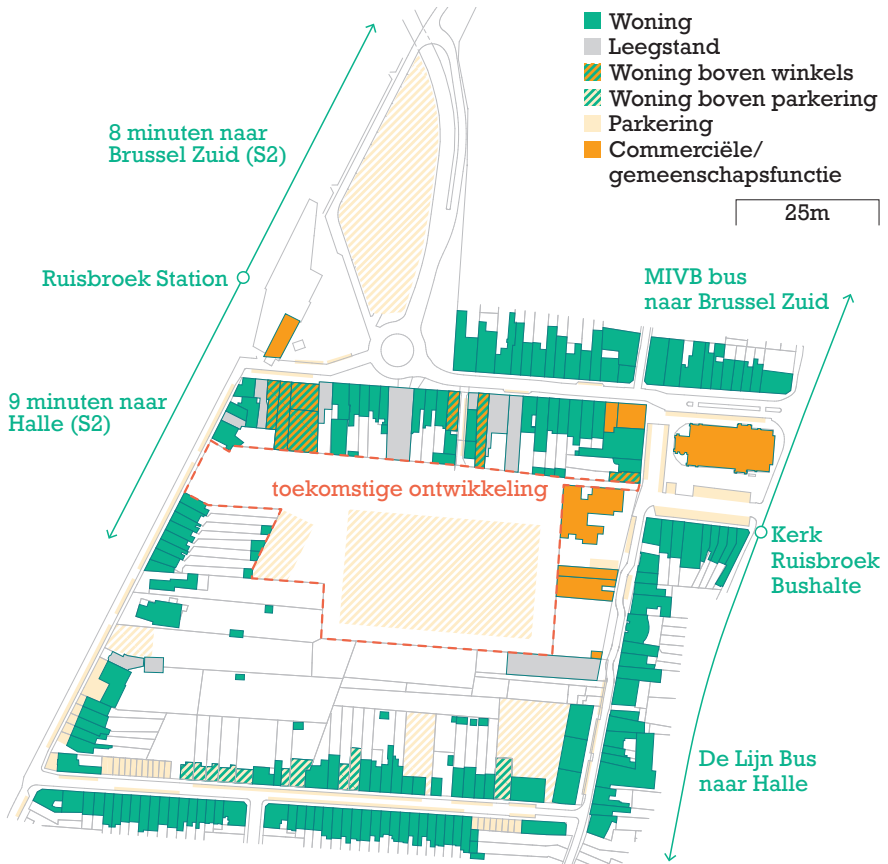 Woning
Leegstand
Woning boven winkels
Woning boven parkering
Parkering
Commerciële/
gemeenschapsfunctie
25m
8 minuten naar
Brussel Zuid (S2)
Ruisbroek Station
MIVB bus
naar Brussel Zuid
9 minuten naar
Halle (S2)
toekomstige ontwikkeling
Kerk
Ruisbroek
Bushalte
De Lijn Bus
naar Halle